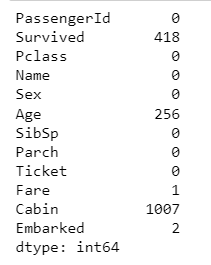 PassengerId 0
Survived 418
Pclass 0
Name 0
Sex 0
Age 256
SibSp 0
Parch 0
Ticket 0
Fare 1
Cabin 1007
Embarked 2
dtype: int64